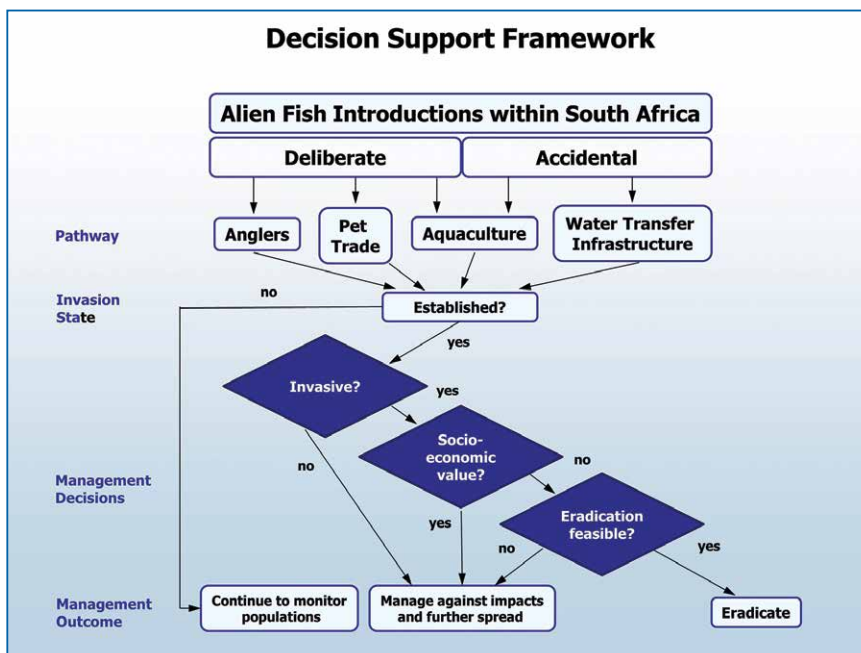 Decision Support Framework
Alien Fish Introductions within South Africa
Deliberate
Accidental
Pathway
Anglers
Pet
Trade
Aquaculture
Water Transfer
Infrastructure
Invasion
State
no
Established?
yes
Invasive?
yes
no
Socio-
economic
value?
no
Management
Decisions
yes
Eradication
feasible?
no
yes
Management
Outcome
Continue to monitor
populations
Manage against impacts
and further spread
Eradicate